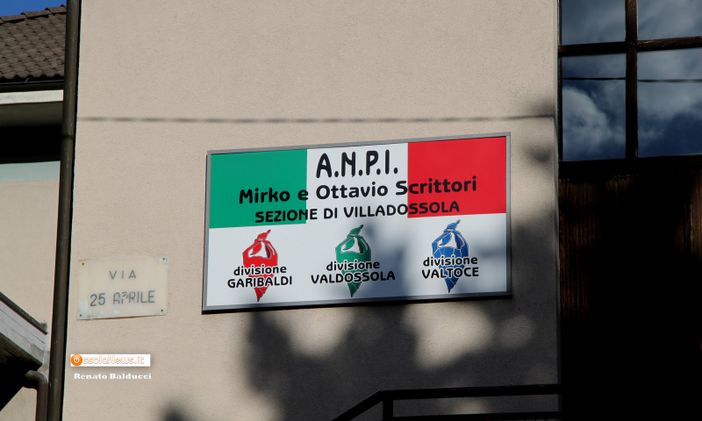 A.N.P.I.
Mirko e Ottavio Scrittori
SEZIONE DI VILLADOSSOLA
divisione
GARIBALDI
divisione
VALDOSSOLA
divisione
VALTOCE
VIA
25 APRILE
OssolaNews.it
Renato Balducci